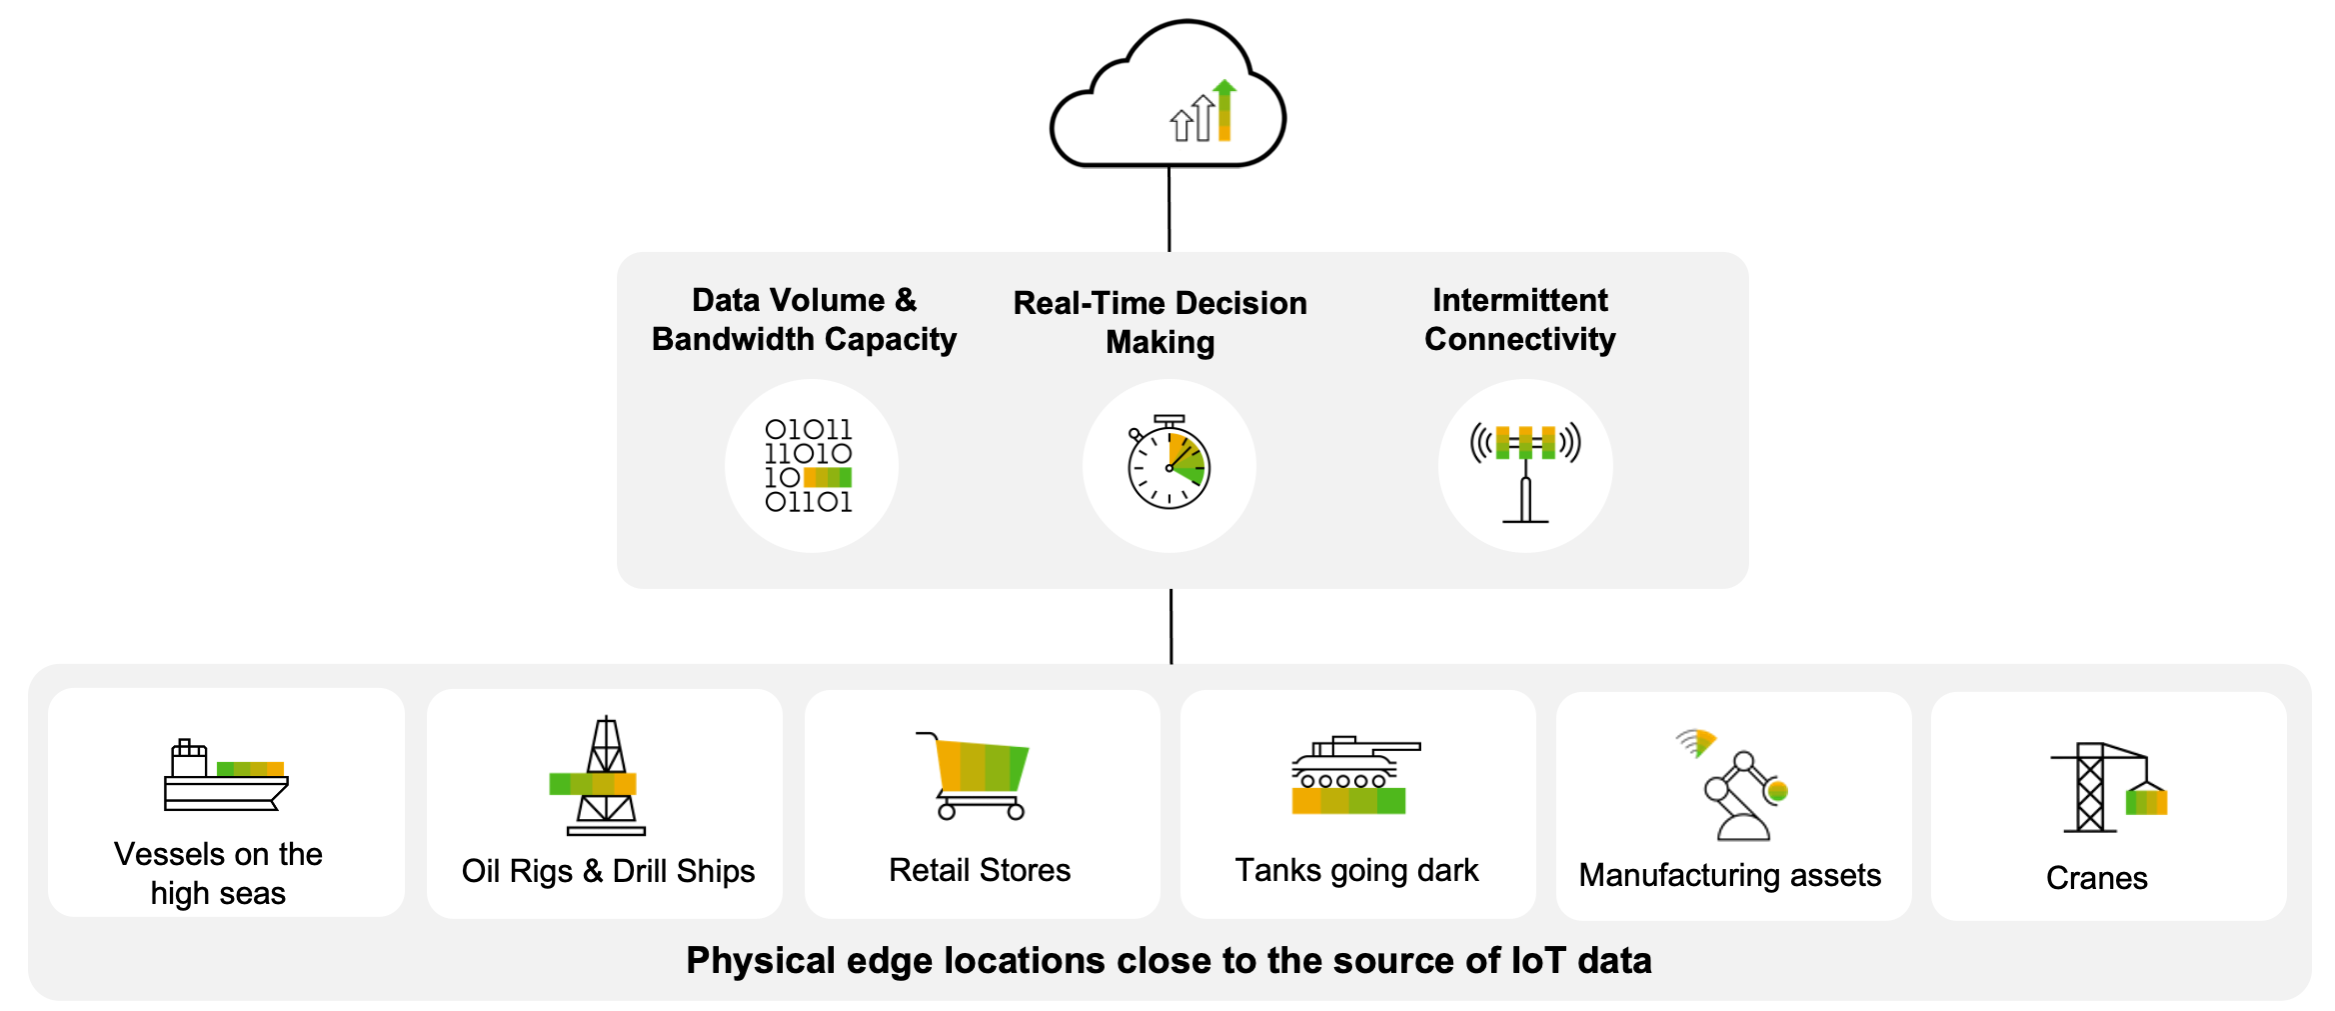 Data Volume &
Bandwidth Capacity
Real-Time Decision
Making
Intermittent
Connectivity
01011
11010
10
01101
Vessels on the
high seas
Oil Rigs & Drill Ships
Retail Stores
Tanks going dark
Manufacturing assets
Cranes
Physical edge locations close to the source of IoT data